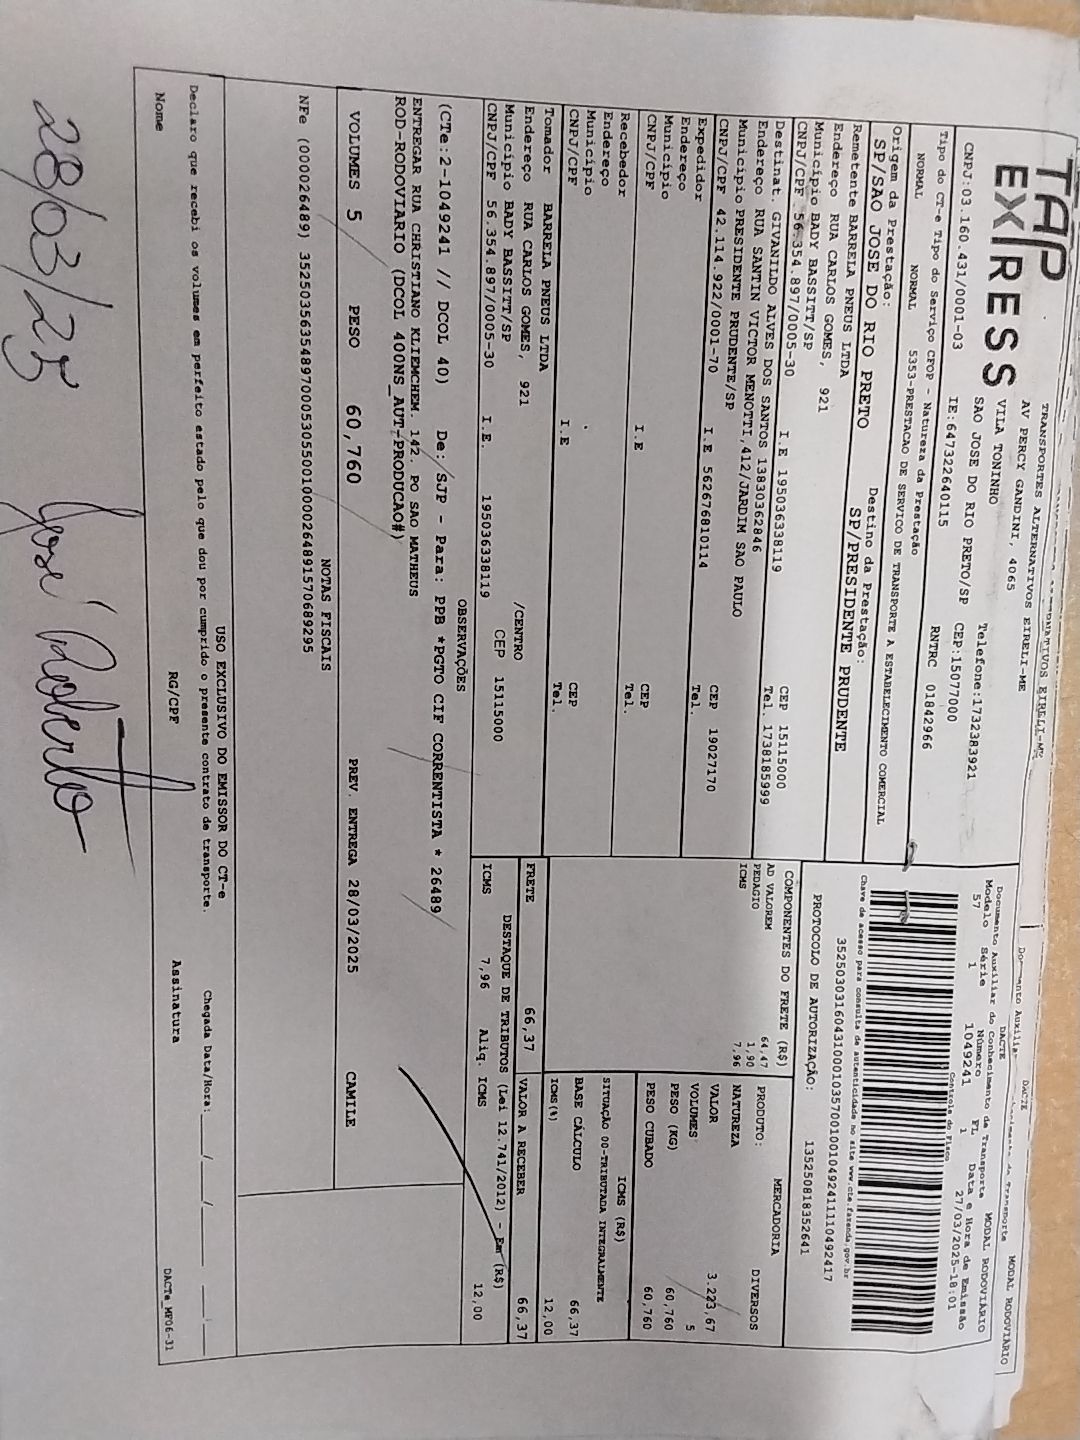 TAP
EXPRESS
TRANSPORTES ALTERNATIVOS EIRELI-ME
AV PERCY GANDINI, 4065
VILA TONINHO
SAO JOSE DO RIO PRETO/SP
Telefone:1732383921
CEP:15077000
CNPJ:03.160.431/0001-03
IE:647322640115
RNTRC 01842966
DACTE
Documento Auxiliar do Conhecimento de Transporte MODAL RODOVIÁRIO
Modelo Série Número FL Data e Hora de Emissão
57 1 1049241 1 27/03/2025-18:01
Controle do Fisco
Chave de acesso para consulta de autenticidade no site www.cte.fazenda.gov.br
PROTOCOLO DE AUTORIZAÇÃO: 135250818352641
Tipo do CT-e Tipo do Serviço CFOP - Natureza da Prestação
NORMAL NORMAL 5353-PRESTACAO DE SERVICO DE TRANSPORTE A ESTABELECIMENTO COMERCIAL
Origem da Prestação: Destino da Prestação:
SP/SAO JOSE DO RIO PRETO SP/PRESIDENTE PRUDENTE
Remetente BARRELA PNEUS LTDA
Endereço RUA CARLOS GOMES, 921
Município BADY BASSITT/SP CEP 15115000
CNPJ/CPF 56.354.897/0005-30 I.E 195036338119 Tel. 1738185999
Destinat. GIVANILDO ALVES DOS SANTOS 13830362846
Endereço RUA SANTIN VICTOR MENOTTI,412/JARDIM SAO PAULO
Município PRESIDENTE PRUDENTE/SP CEP 19027170
CNPJ/CPF 42.114.922/0001-70 I.E 562676810114 Tel.
Expedidor
Endereço
Município CEP
CNPJ/CPF I.E Tel.
Recebedor
Endereço
Município CEP
CNPJ/CPF I.E Tel.
Tomador BARRELA PNEUS LTDA
Endereço RUA CARLOS GOMES, 921 /CENTRO
Município BADY BASSITT/SP CEP 15115000
CNPJ/CPF 56.354.897/0005-30 I.E. 195036338119
COMPONENTES DO FRETE (R$)
AD VALOREM 64,47
PEDAGIO 1,90
ICMS 7,96
PRODUTO: MERCADORIA
NATUREZA DIVERSOS
VALOR 3.223,67
VOLUMES 5
PESO (KG) 60,760
PESO CUBADO 60,760
ICMS (R$)
SITUAÇÃO 00-TRIBUTADA INTEGRALMENTE
BASE CÁLCULO 66,37
ICMS(%) 12,00
FRETE 66,37 VALOR A RECEBER 66,37
DESTAQUE DE TRIBUTOS (Lei 12.741/2012) - Em (R$)
ICMS 7,96 Aliq. ICMS 12,00
OBSERVAÇÕES
(CTe:2-1049241 // DCOL 40) De: SJP - Para: PPB *PGTO CIF CORRENTISTA * 26489
ENTREGAR RUA CHRISTIANO KLIEMCHEM. 142. PO SAO MATHEUS
ROD-RODOVIARIO (DCOL 400NS_AUT-PRODUCAO#)
VOLUMES 5 PESO 60,760 PREV. ENTREGA 28/03/2025 CAMILE
NOTAS FISCAIS
NFe (000026489) 35250356354897000530550010000264891570689295
USO EXCLUSIVO DO EMISSOR DO CT-e
Declaro que recebi os volumes em perfeito estado pelo que dou por cumprido o presente contrato de transporte. Chegada Data/Hora: ___/___/___ ___:___
Nome RG/CPF Assinatura
DACTe_MP06-31
28/03/25 José Roberto